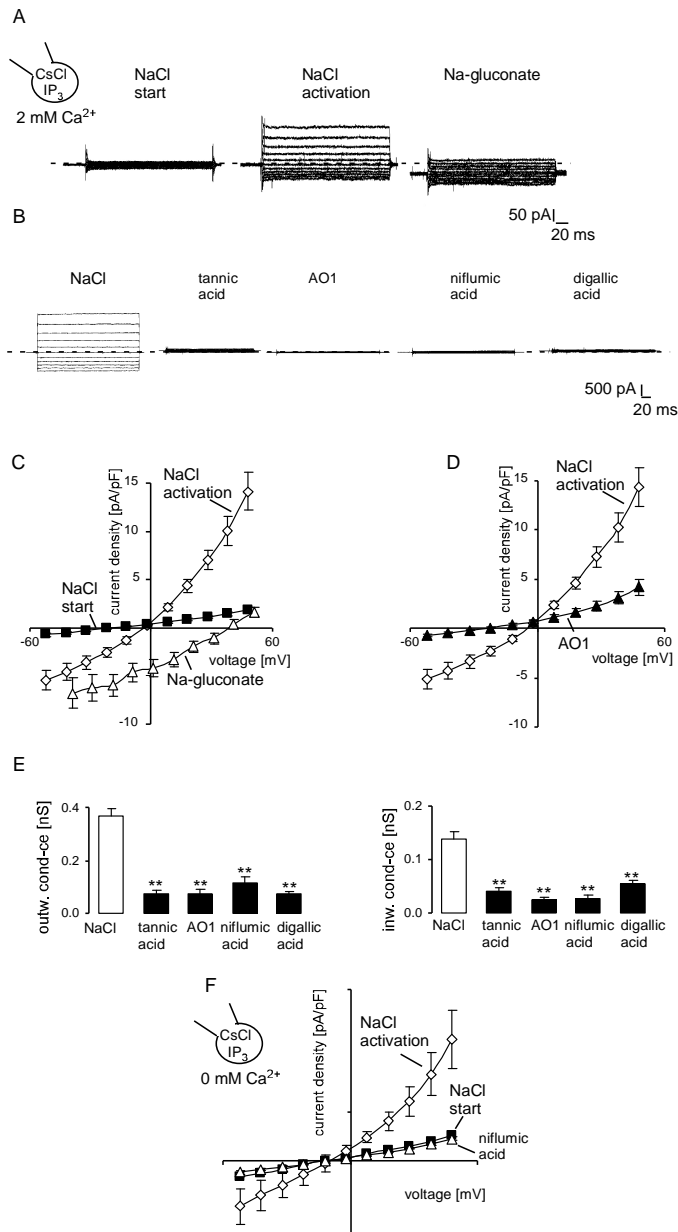 A
CsCl
IP3
2 mM Ca2+
NaCl
start
NaCl
activation
Na-gluconate
50 pA
20 ms
B
NaCl
tannic
acid
AO1
niflumic
acid
digallic
acid
500 pA
20 ms
C
current density [pA/pF]
15
10
5
-10
-60
60
NaCl
activation
NaCl
start
voltage [mV]
Na-gluconate
D
current density [pA/pF]
15
10
5
-5
-10
-60
60
NaCl
activation
AO1
voltage [mV]
E
outw. cond-ce [nS]
0.4
0.2
0.0
** ** ** **
NaCl
tannic
acid
AO1
niflumic
acid
digallic
acid
inw. cond-ce [nS]
0.2
0.1
0.0
** ** ** **
NaCl
tannic
acid
AO1
niflumic
acid
digallic
acid
F
CsCl
IP3
0 mM Ca2+
current density [pA/pF]
NaCl
activation
NaCl
start
niflumic
acid
voltage [mV]